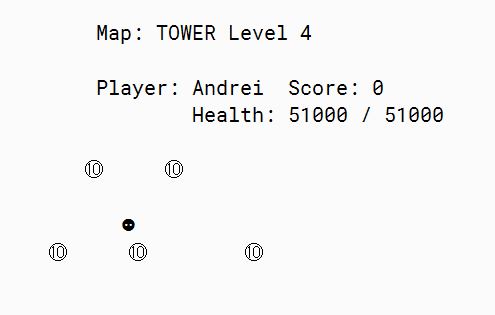 Map: TOWER Level 4
Player: Andrei Score: 0
Health: 51000 / 51000
⑩ ⑩
⑩ ⑩ ⑩